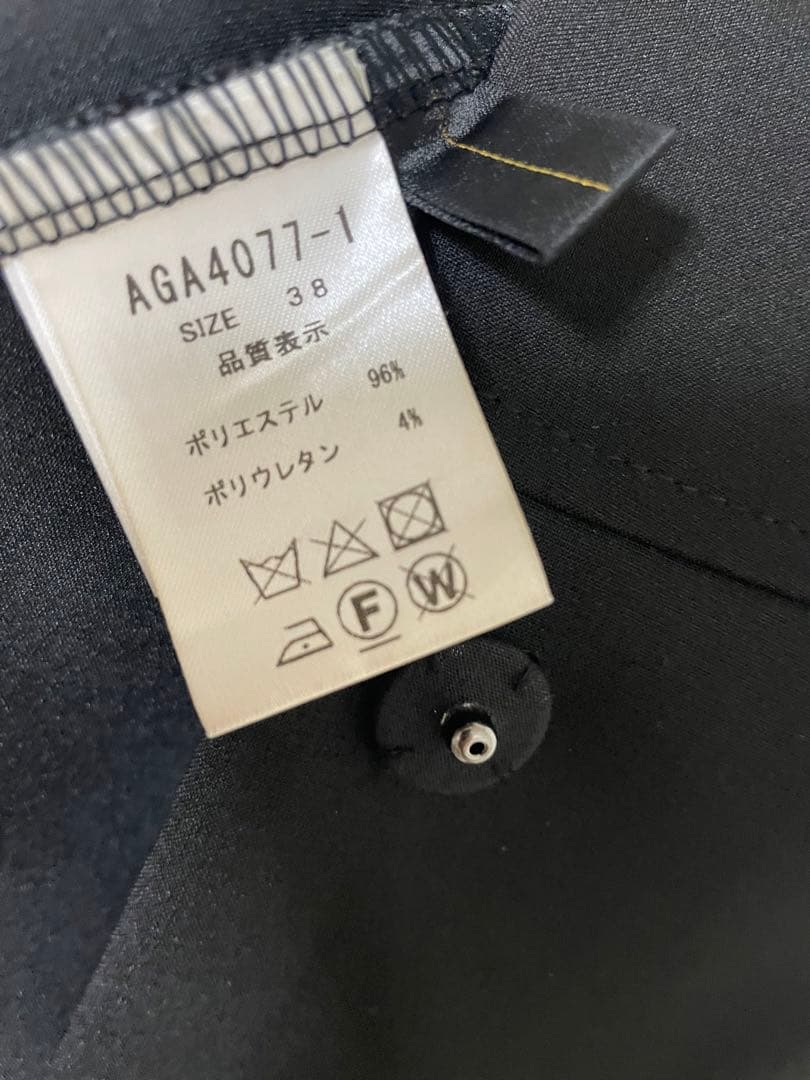 AGA4077-1
SIZE 38
品質表示
ポリエステル 96%
ポリウレタン 4%
F W